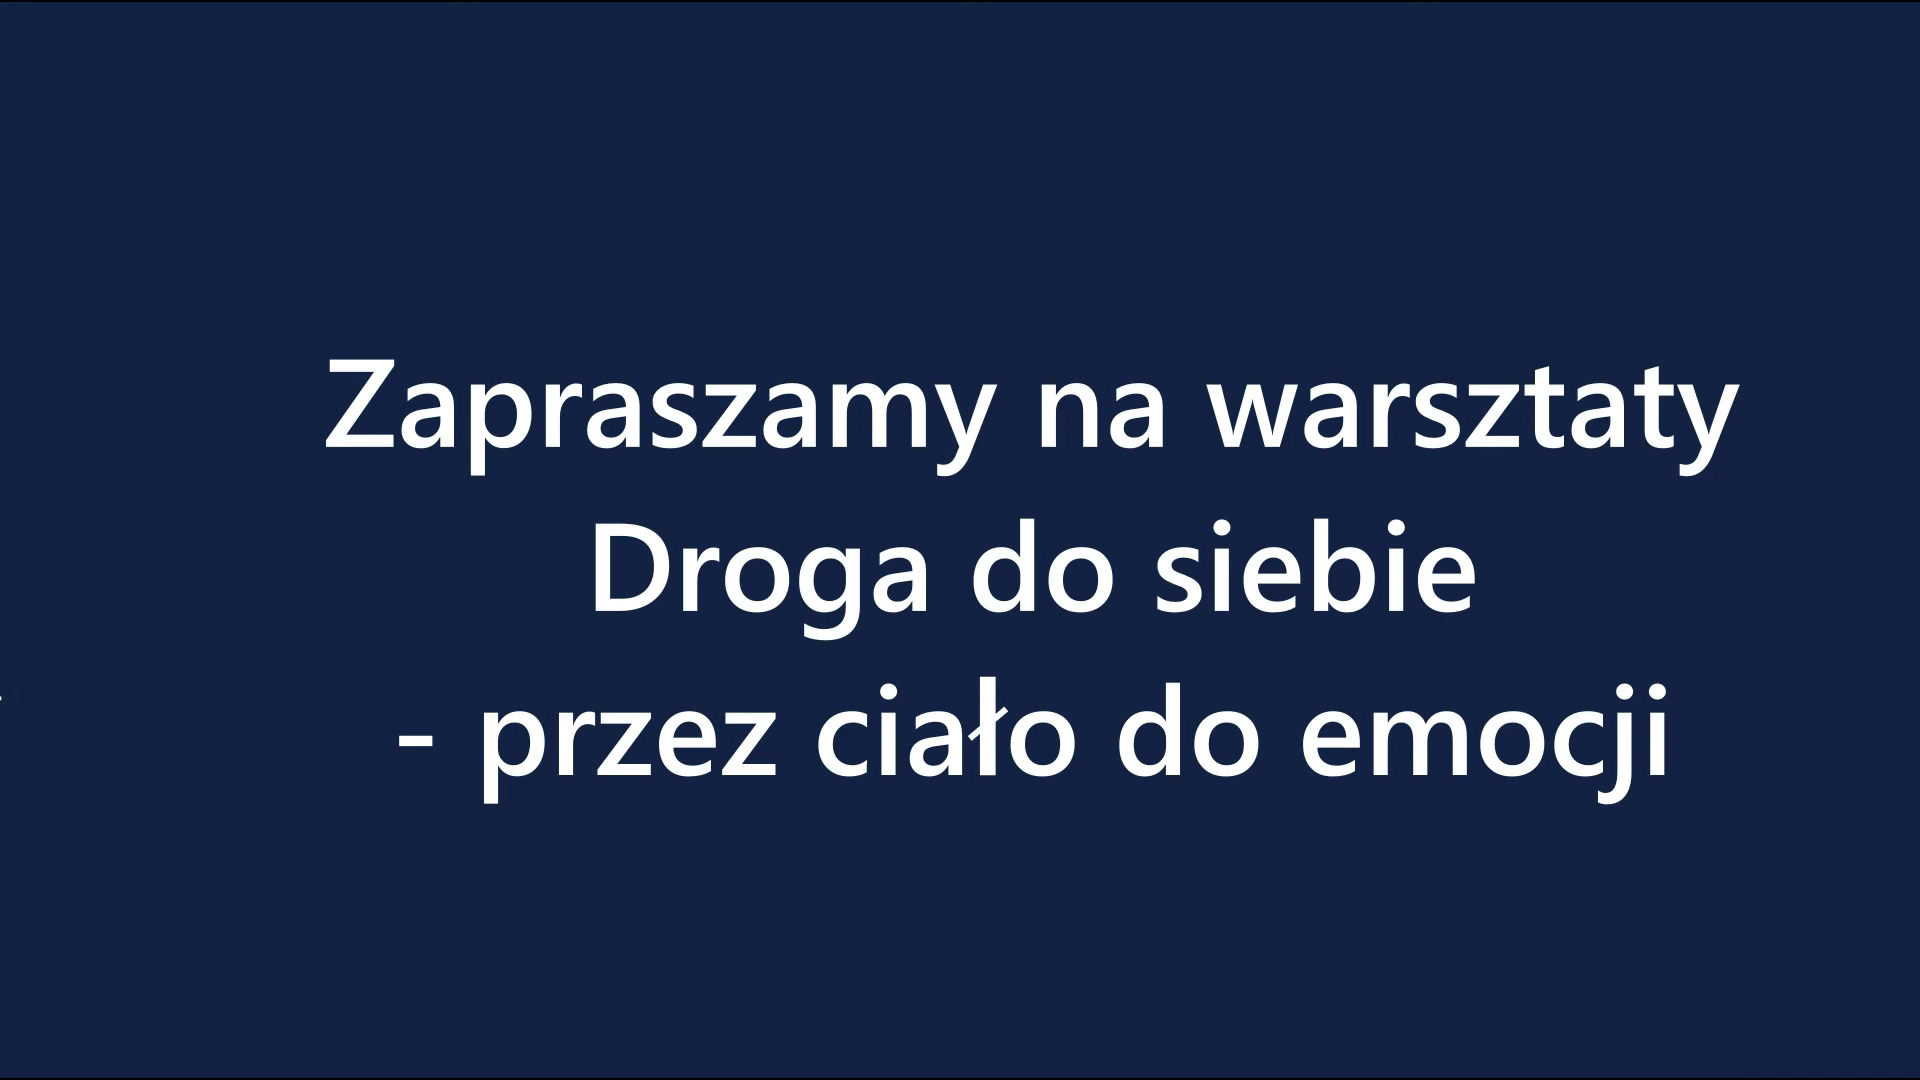 Zapraszamy na warsztaty
Droga do siebie
- przez ciało do emocji